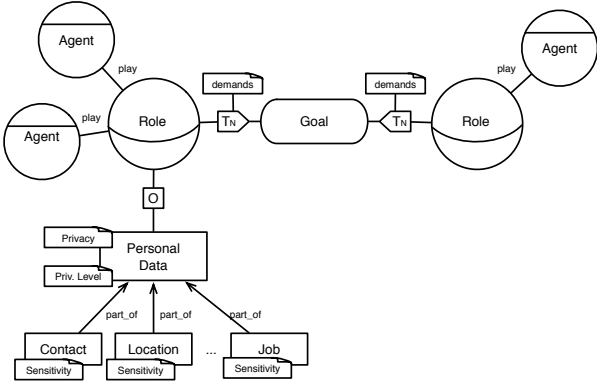 Agent
Agent
play
play
play
demands
demands
Agent
Role
TN
Goal
TN
Role
O
Privacy
Personal
Data
Priv. Level
part_of
part_of
part_of
Contact
Location
...
Job
Sensitivity
Sensitivity
Sensitivity